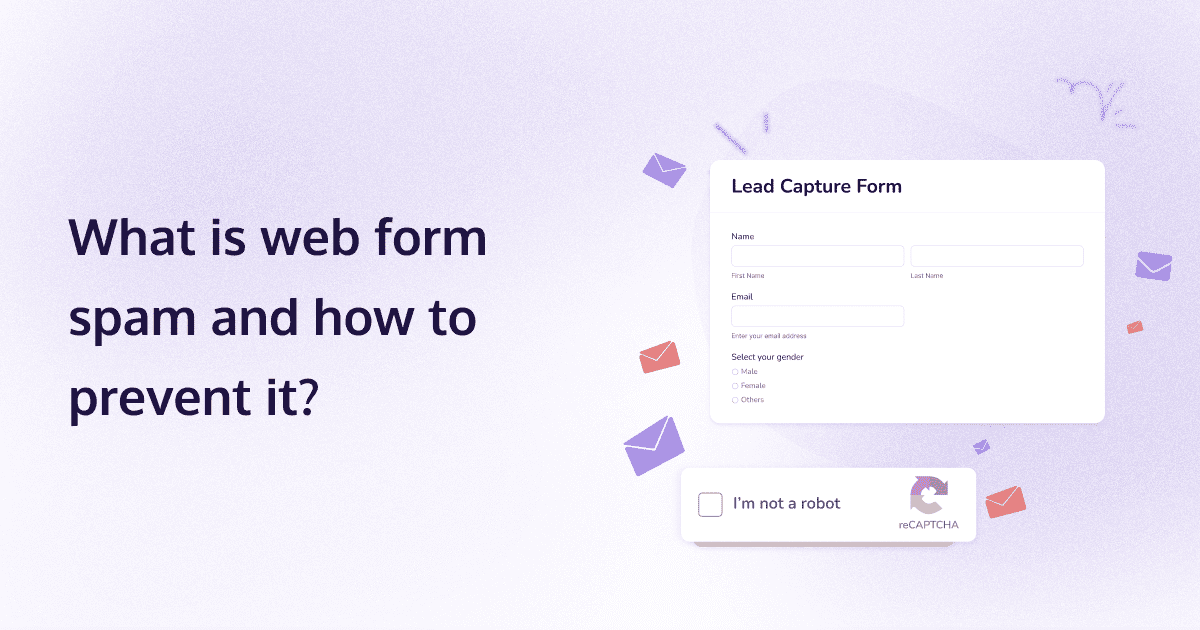 What is web form
spam and how to
prevent it?
Lead Capture Form
Name
First Name
Last Name
Email
Enter your email address
Select your gender
Male
Female
Others
I'm not a robot
reCAPTCHA